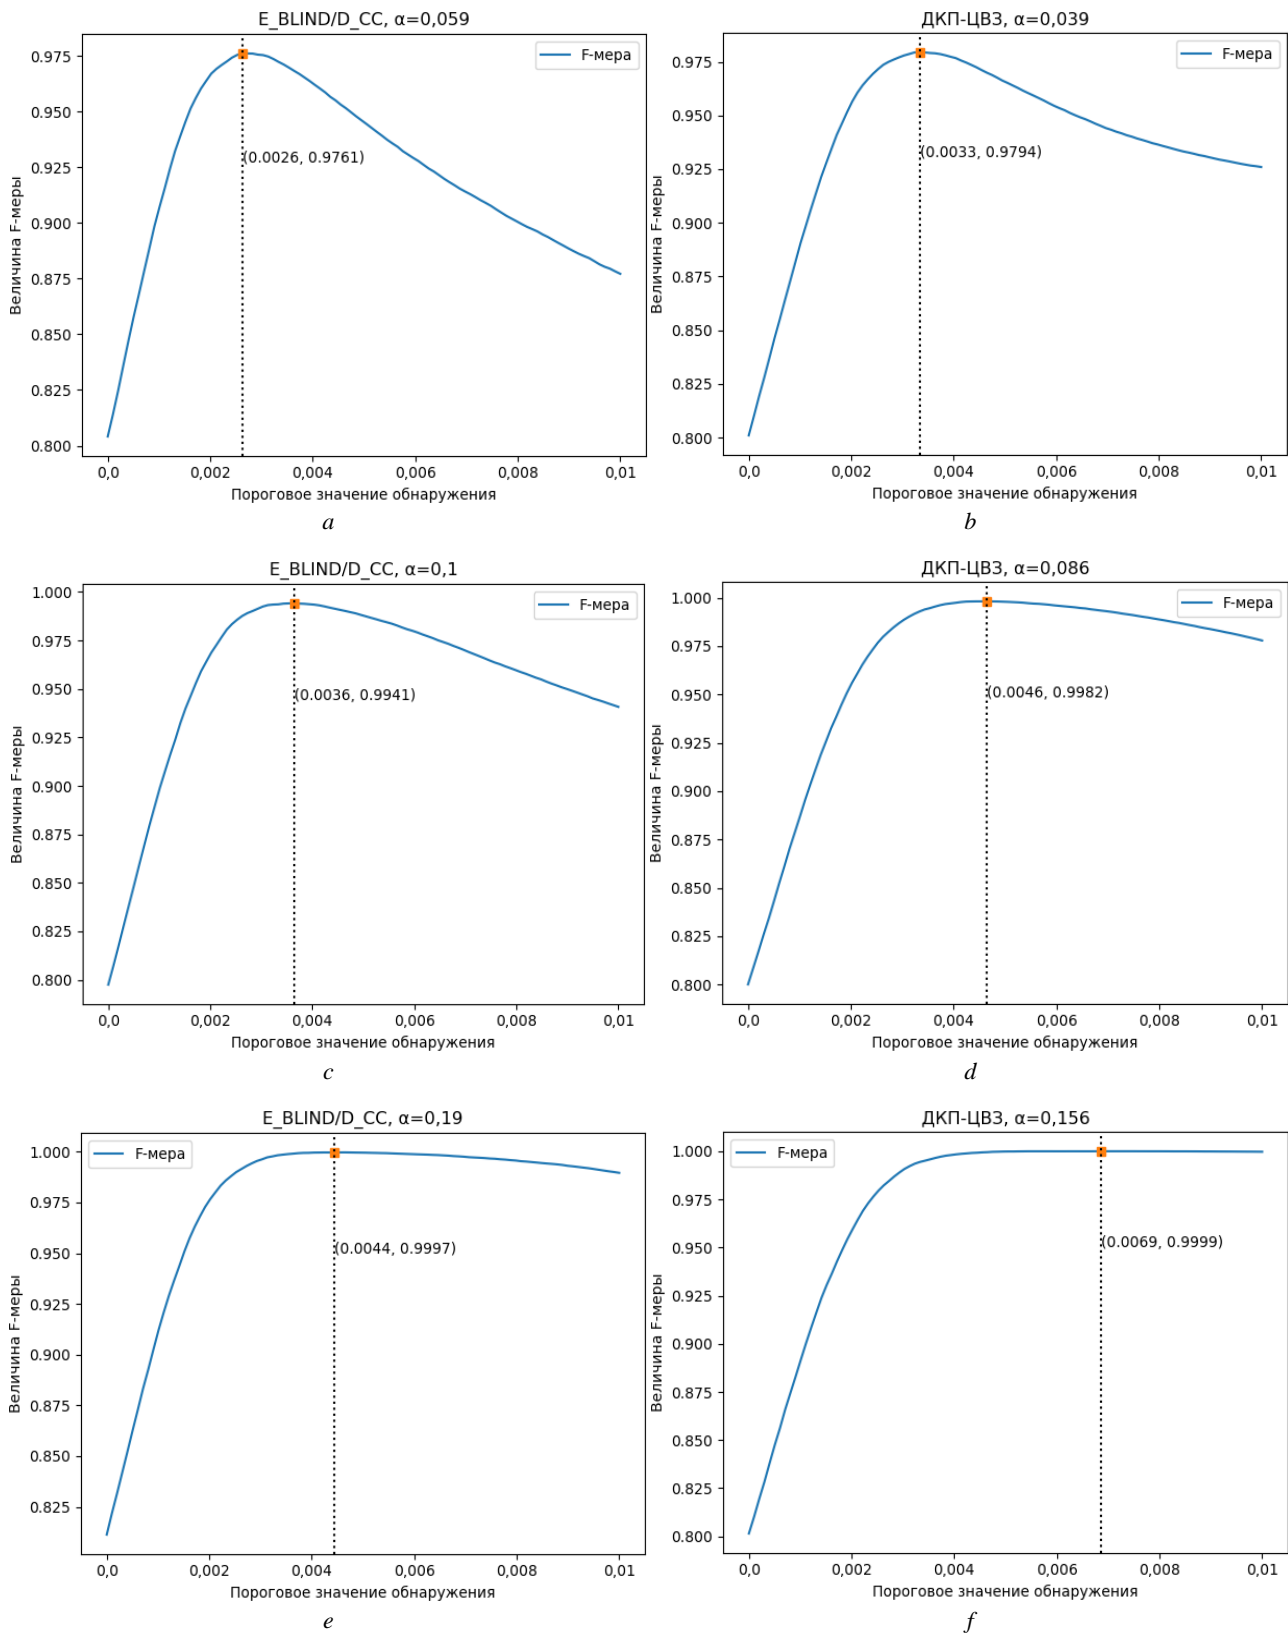 E_BLIND/D_CC, α=0,059
F-мера
0.975
0.950
0.925
0.900
0.875
0.850
0.825
0.800
(0.0026, 0.9761)
Величина F-меры
0,0 0,002 0,004 0,006 0,008 0,01
Пороговое значение обнаружения
a
ДКП-ЦВЗ, α=0,039
F-мера
0.975
0.950
0.925
0.900
0.875
0.850
0.825
0.800
(0.0033, 0.9794)
Величина F-меры
0,0 0,002 0,004 0,006 0,008 0,01
Пороговое значение обнаружения
b
E_BLIND/D_CC, α=0,1
F-мера
1.000
0.975
0.950
0.925
0.900
0.875
0.850
0.825
0.800
(0.0036, 0.9941)
Величина F-меры
0,0 0,002 0,004 0,006 0,008 0,01
Пороговое значение обнаружения
c
ДКП-ЦВЗ, α=0,086
F-мера
1.000
0.975
0.950
0.925
0.900
0.875
0.850
0.825
0.800
(0.0046, 0.9982)
Величина F-меры
0,0 0,002 0,004 0,006 0,008 0,01
Пороговое значение обнаружения
d
E_BLIND/D_CC, α=0,19
F-мера
1.000
0.975
0.950
0.925
0.900
0.875
0.850
0.825
(0.0044, 0.9997)
Величина F-меры
0,0 0,002 0,004 0,006 0,008 0,01
Пороговое значение обнаружения
e
ДКП-ЦВЗ, α=0,156
F-мера
1.000
0.975
0.950
0.925
0.900
0.875
0.850
0.825
0.800
(0.0069, 0.9999)
Величина F-меры
0,0 0,002 0,004 0,006 0,008 0,01
Пороговое значение обнаружения
f